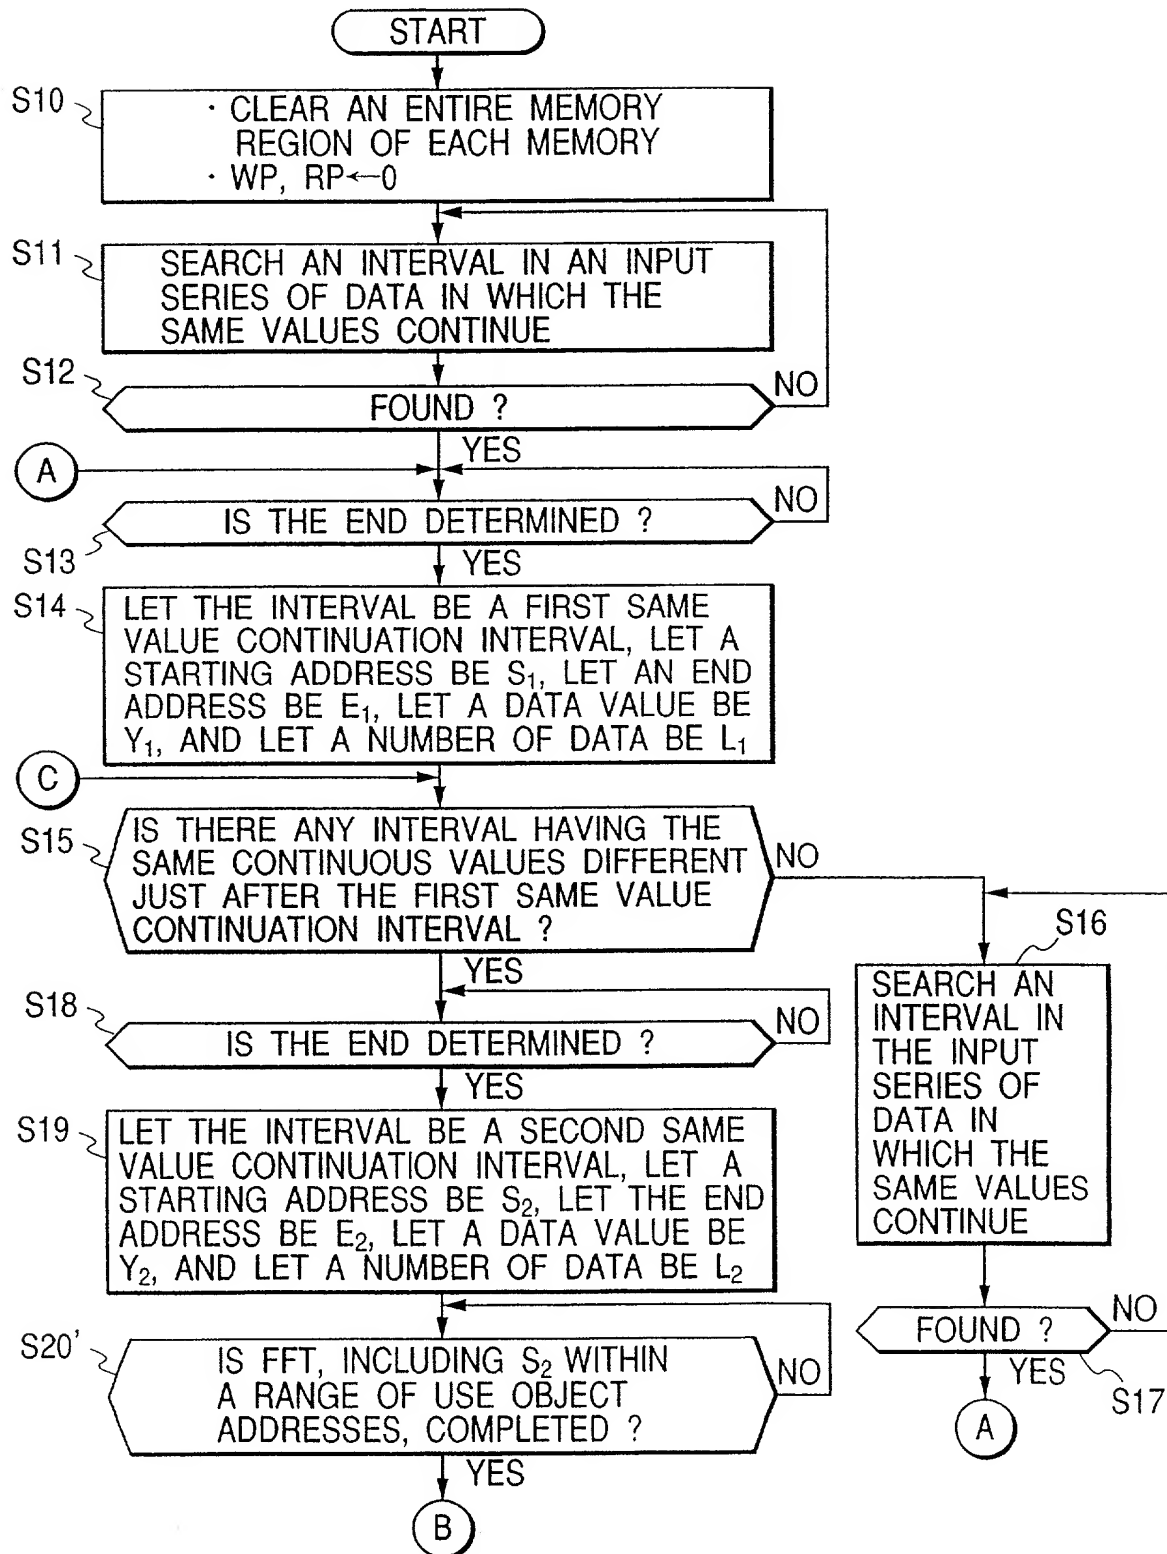 START
S10
· CLEAR AN ENTIRE MEMORY
REGION OF EACH MEMORY
· WP, RP←0
S11
SEARCH AN INTERVAL IN AN INPUT
SERIES OF DATA IN WHICH THE
SAME VALUES CONTINUE
S12
FOUND ?
NO
YES
A
S13
IS THE END DETERMINED ?
NO
YES
S14
LET THE INTERVAL BE A FIRST SAME
VALUE CONTINUATION INTERVAL, LET A
STARTING ADDRESS BE S₁, LET AN END
ADDRESS BE E₁, LET A DATA VALUE BE
Y₁, AND LET A NUMBER OF DATA BE L₁
C
S15
IS THERE ANY INTERVAL HAVING THE
SAME CONTINUOUS VALUES DIFFERENT
JUST AFTER THE FIRST SAME VALUE
CONTINUATION INTERVAL ?
NO
YES
S16
SEARCH AN
INTERVAL IN
THE INPUT
SERIES OF
DATA IN
WHICH THE
SAME VALUES
CONTINUE
S17
FOUND ?
NO
YES
A
S18
IS THE END DETERMINED ?
NO
YES
S19
LET THE INTERVAL BE A SECOND SAME
VALUE CONTINUATION INTERVAL, LET A
STARTING ADDRESS BE S₂, LET THE END
ADDRESS BE E₂, LET A DATA VALUE BE
Y₂, AND LET A NUMBER OF DATA BE L₂
S20'
IS FFT, INCLUDING S₂ WITHIN
A RANGE OF USE OBJECT
ADDRESSES, COMPLETED ?
NO
YES
B